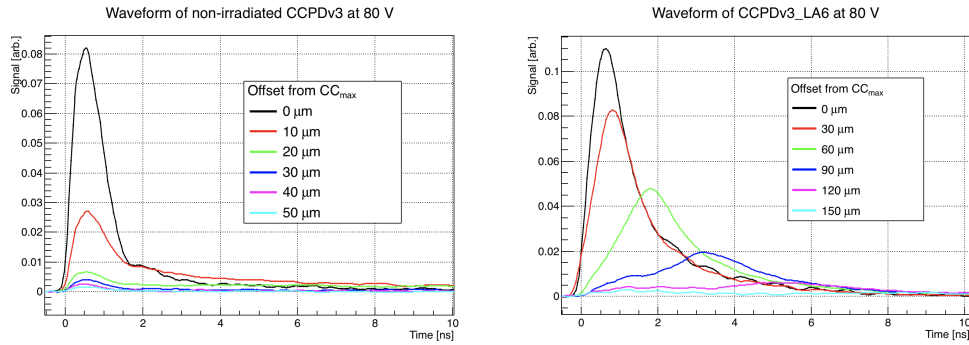 Waveform of non-irradiated CCPDv3 at 80 V
Signal [arb.]
0.08
0.07
0.06
0.05
0.04
0.03
0.02
0.01
0
Offset from CCmax
0 μm
10 μm
20 μm
30 μm
40 μm
50 μm
0 2 4 6 8 10
Time [ns]
Waveform of CCPDv3_LA6 at 80 V
Signal [arb.]
0.1
0.08
0.06
0.04
0.02
0
Offset from CCmax
0 μm
30 μm
60 μm
90 μm
120 μm
150 μm
0 2 4 6 8 10
Time [ns]